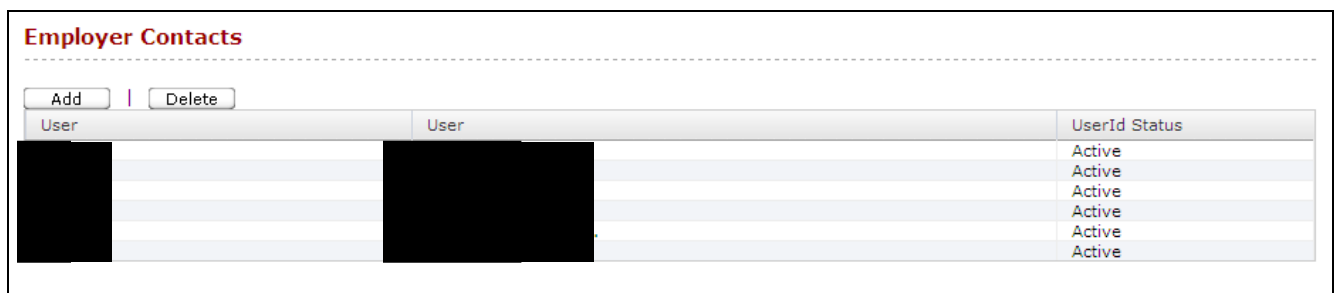 Employer Contacts
Add | Delete
User User UserId Status
Active
Active
Active
Active
Active
Active